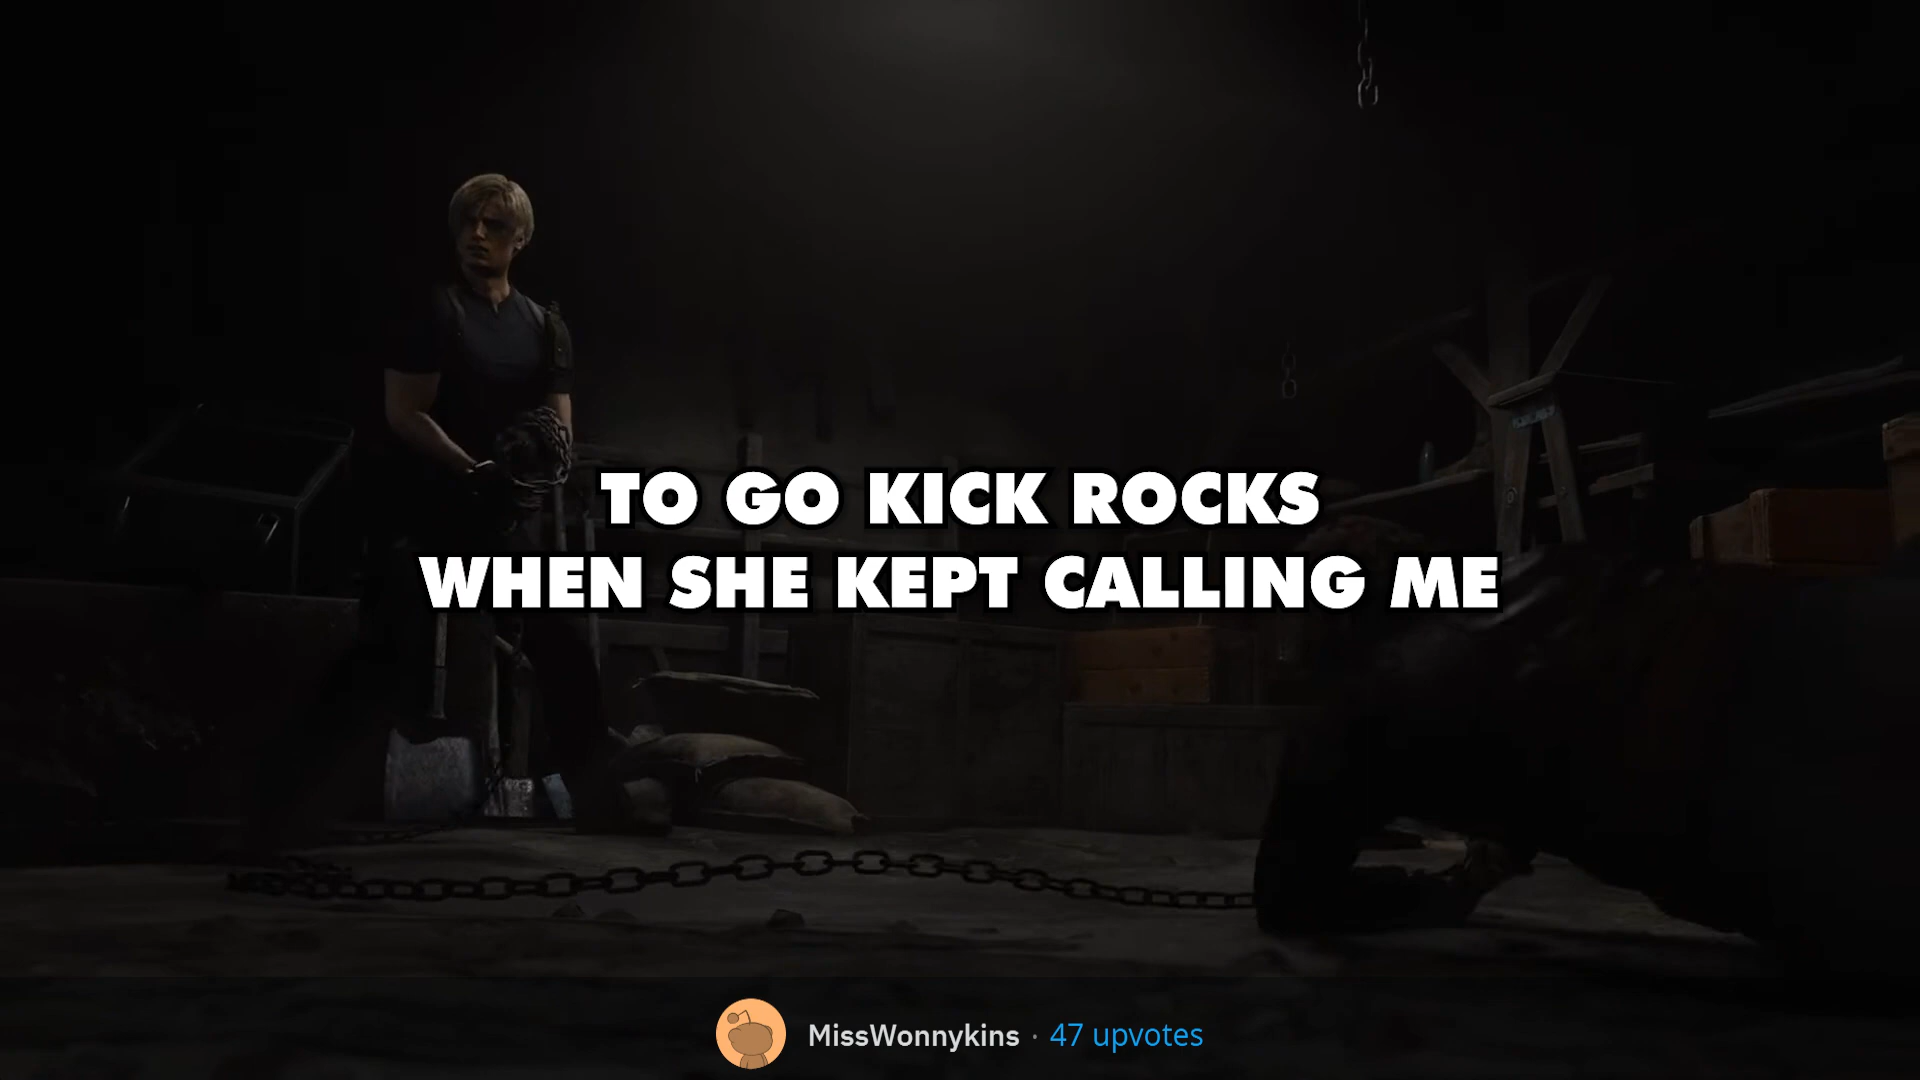 TO GO KICK ROCKS
WHEN SHE KEPT CALLING ME
MissWonnykins · 47 upvotes